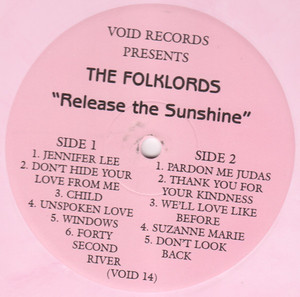 VOID RECORDS
PRESENTS
THE FOLKLORDS
"Release the Sunshine"
SIDE 1
1. JENNIFER LEE
2. DON'T HIDE YOUR
LOVE FROM ME
3. CHILD
4. UNSPOKEN LOVE
5. WINDOWS
6. FORTY
SECOND
RIVER
(VOID 14)
SIDE 2
1. PARDON ME JUDAS
2. THANK YOU FOR
YOUR KINDNESS
3. WE'LL LOVE LIKE
BEFORE
4. SUZANNE MARIE
5. DON'T LOOK
BACK